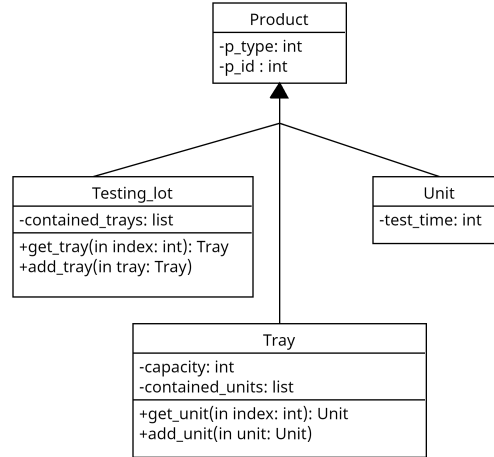 Product
-p_type: int
-p_id : int
Testing_lot
-contained_trays: list
+get_tray(in index: int): Tray
+add_tray(in tray: Tray)
Unit
-test_time: int
Tray
-capacity: int
-contained_units: list
+get_unit(in index: int): Unit
+add_unit(in unit: Unit)